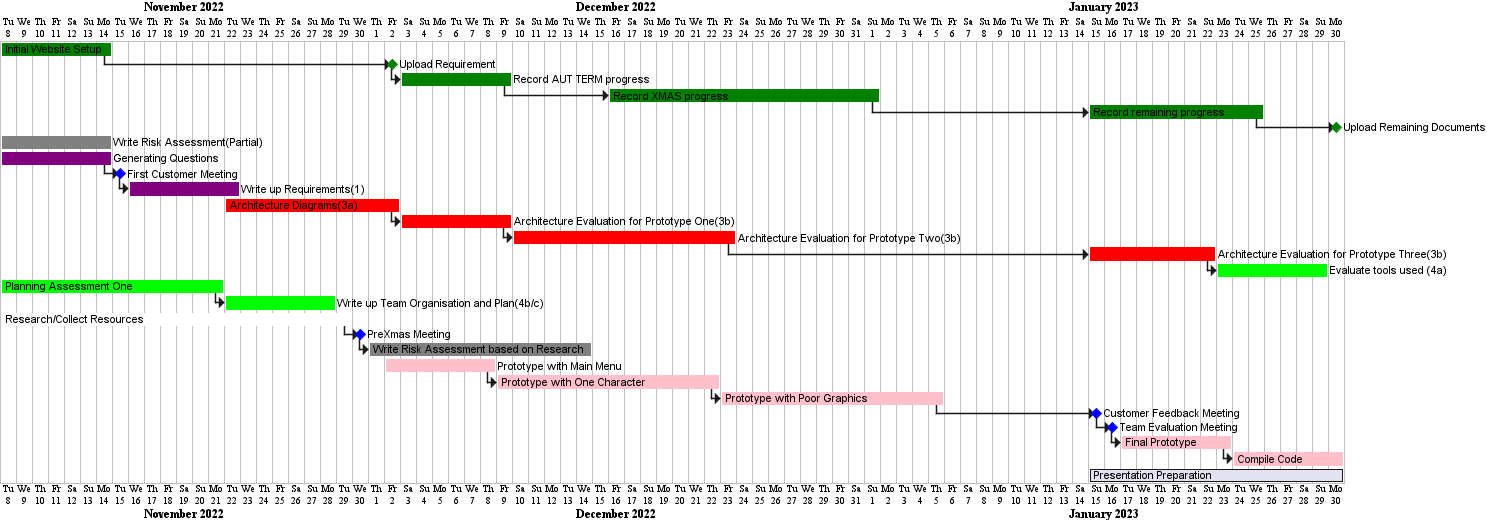 November 2022 December 2022 January 2023
Tu We Th Fr Sa Su Mo Tu We Th Fr Sa Su Mo Tu We Th Fr Sa Su Mo Tu We Th Fr Sa Su Mo Tu We Th Fr Sa Su Mo Tu We Th Fr Sa Su Mo Tu We Th Fr Sa Su Mo Tu We Th Fr Sa Su Mo Tu We Th Fr Sa Su Mo Tu We Th Fr Sa Su Mo Tu We Th Fr Sa Su Mo Tu We Th Fr Sa Su Mo
8 9 10 11 12 13 14 15 16 17 18 19 20 21 22 23 24 25 26 27 28 29 30 1 2 3 4 5 6 7 8 9 10 11 12 13 14 15 16 17 18 19 20 21 22 23 24 25 26 27 28 29 30 31 1 2 3 4 5 6 7 8 9 10 11 12 13 14 15 16 17 18 19 20 21 22 23 24 25 26 27 28 29 30
Initial Website Setup
Upload Requirement
Record AUT TERM progress
Record XMAS progress
Record remaining progress
Upload Remaining Documents
Write Risk Assessment(Partial)
Generating Questions
First Customer Meeting
Write up Requirements(1)
Architecture Diagrams(3a)
Architecture Evaluation for Prototype One(3b)
Architecture Evaluation for Prototype Two(3b)
Architecture Evaluation for Prototype Three(3b)
Evaluate tools used (4a)
Planning Assessment One
Write up Team Organisation and Plan(4b/c)
Research/Collect Resources
PreXmas Meeting
Write Risk Assessment based on Research
Prototype with Main Menu
Prototype with One Character
Prototype with Poor Graphics
Customer Feedback Meeting
Team Evaluation Meeting
Final Prototype
Compile Code
Presentation Preparation
Tu We Th Fr Sa Su Mo Tu We Th Fr Sa Su Mo Tu We Th Fr Sa Su Mo Tu We Th Fr Sa Su Mo Tu We Th Fr Sa Su Mo Tu We Th Fr Sa Su Mo Tu We Th Fr Sa Su Mo Tu We Th Fr Sa Su Mo Tu We Th Fr Sa Su Mo Tu We Th Fr Sa Su Mo Tu We Th Fr Sa Su Mo Tu We Th Fr Sa Su Mo
8 9 10 11 12 13 14 15 16 17 18 19 20 21 22 23 24 25 26 27 28 29 30 1 2 3 4 5 6 7 8 9 10 11 12 13 14 15 16 17 18 19 20 21 22 23 24 25 26 27 28 29 30 31 1 2 3 4 5 6 7 8 9 10 11 12 13 14 15 16 17 18 19 20 21 22 23 24 25 26 27 28 29 30
November 2022 December 2022 January 2023